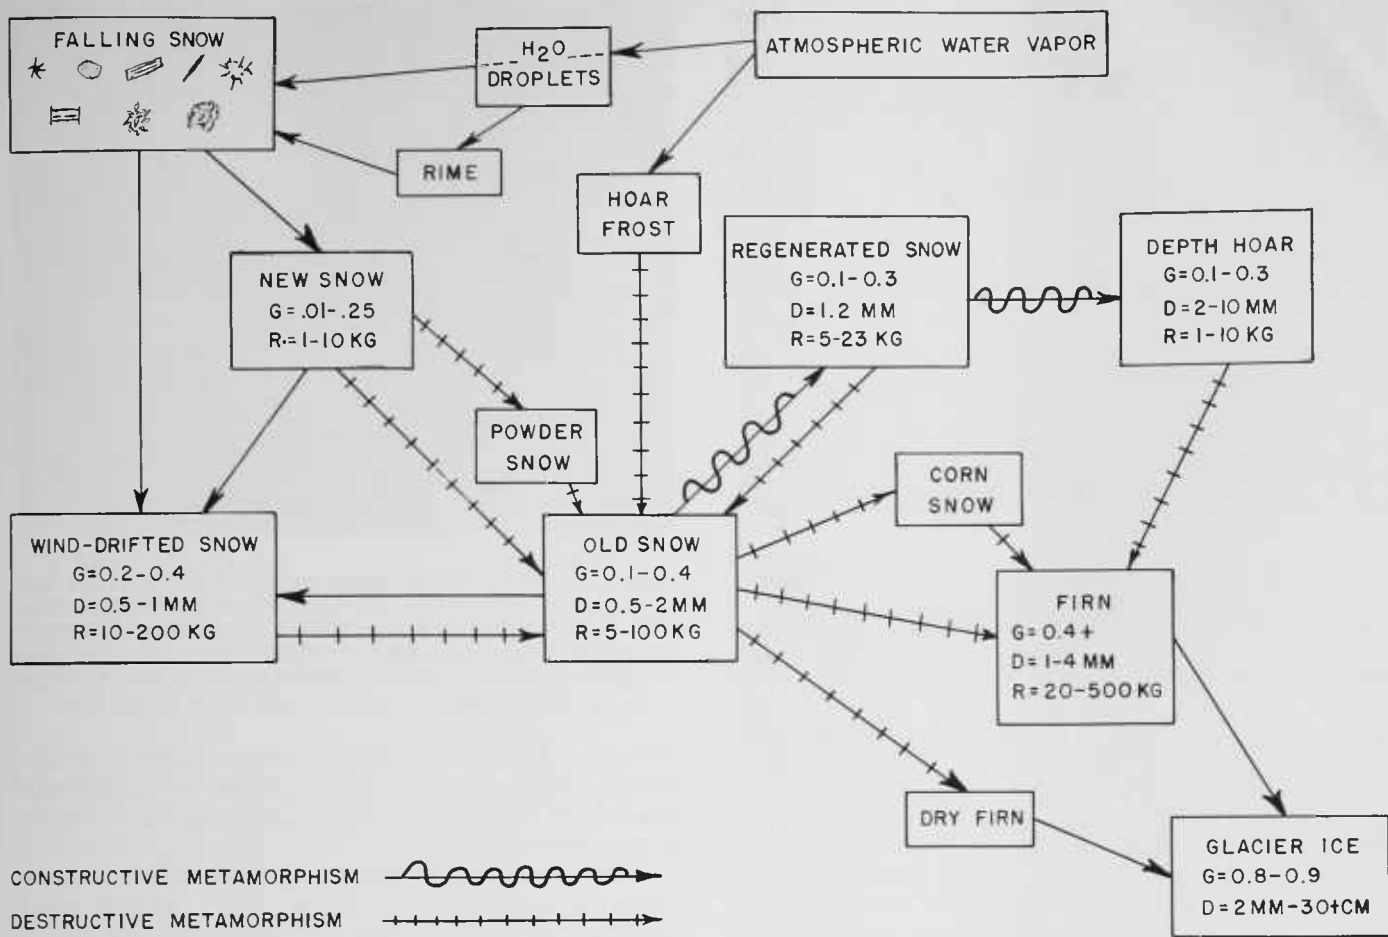 FALLING SNOW
H2O
DROPLETS
ATMOSPHERIC WATER VAPOR
RIME
HOAR
FROST
NEW SNOW
G=.01-.25
R=1-10 KG
REGENERATED SNOW
G=0.1-0.3
D=1.2 MM
R=5-23 KG
DEPTH HOAR
G=0.1-0.3
D=2-10 MM
R=1-10 KG
POWDER
SNOW
CORN
SNOW
WIND-DRIFTED SNOW
G=0.2-0.4
D=0.5-1 MM
R=10-200 KG
OLD SNOW
G=0.1-0.4
D=0.5-2 MM
R=5-100 KG
FIRN
G=0.4+
D=1-4 MM
R=20-500 KG
DRY FIRN
GLACIER ICE
G=0.8-0.9
D=2 MM-30+CM
CONSTRUCTIVE METAMORPHISM
DESTRUCTIVE METAMORPHISM